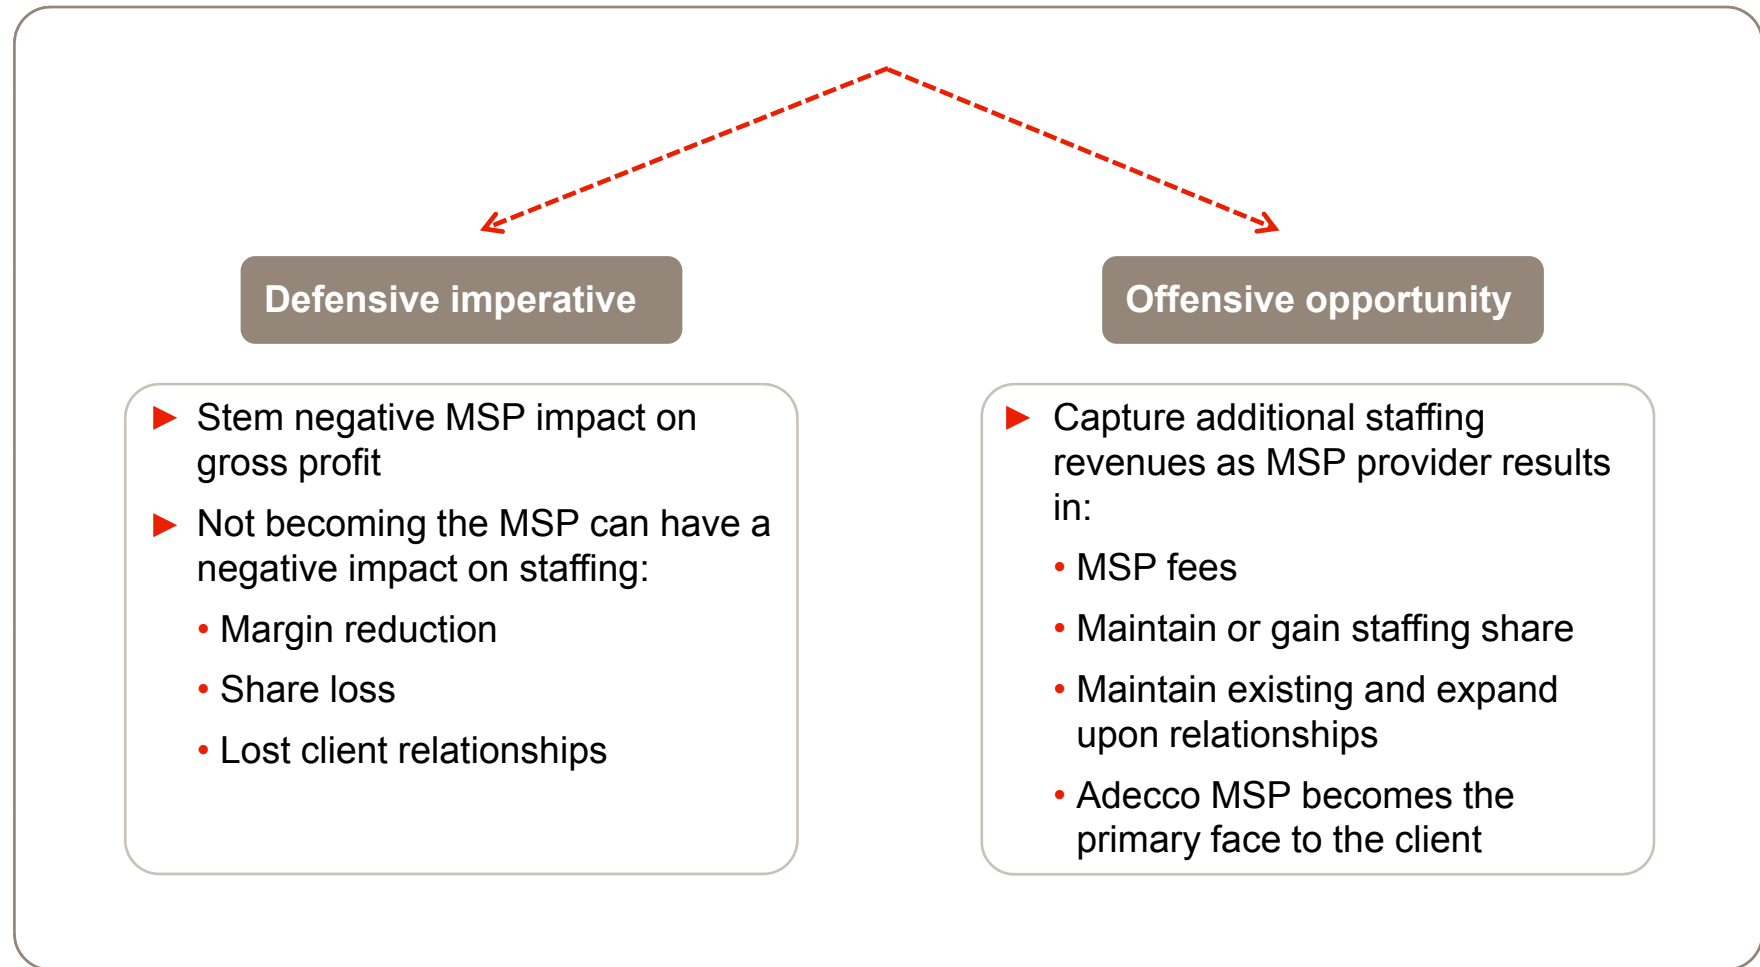 Defensive imperative
► Stem negative MSP impact on
gross profit
► Not becoming the MSP can have a
negative impact on staffing:
• Margin reduction
• Share loss
• Lost client relationships
Offensive opportunity
► Capture additional staffing
revenues as MSP provider results
in:
• MSP fees
• Maintain or gain staffing share
• Maintain existing and expand
upon relationships
• Adecco MSP becomes the
primary face to the client